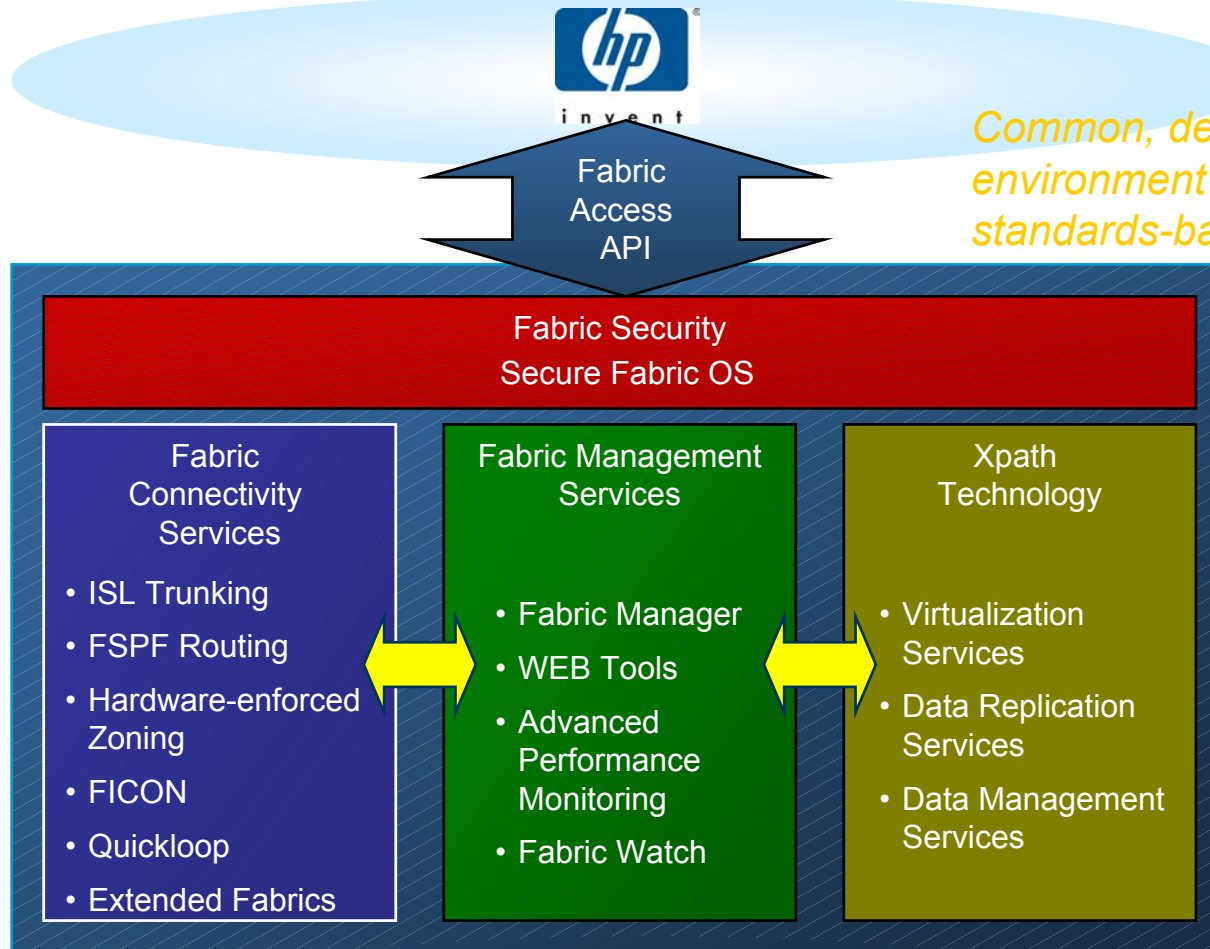 hp
®
invent
Common, de
environment
standards-ba
Fabric
Access
API
Fabric Security
Secure Fabric OS
Fabric
Connectivity
Services
• ISL Trunking
• FSPF Routing
• Hardware-enforced
Zoning
• FICON
• Quickloop
• Extended Fabrics
Fabric Management
Services
• Fabric Manager
• WEB Tools
• Advanced
Performance
Monitoring
• Fabric Watch
Xpath
Technology
• Virtualization
Services
• Data Replication
Services
• Data Management
Services